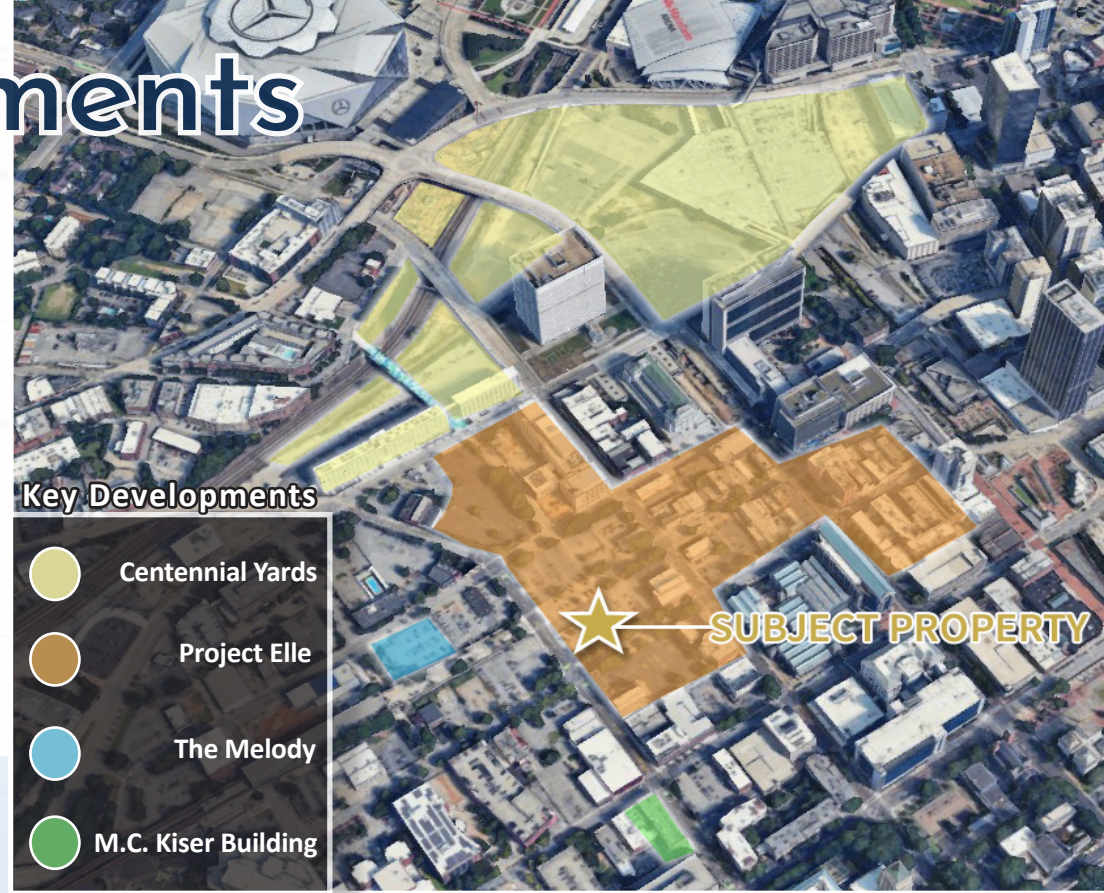 ments
Key Developments
Centennial Yards
Project Elle
The Melody
M.C. Kiser Building
SUBJECT PROPERTY